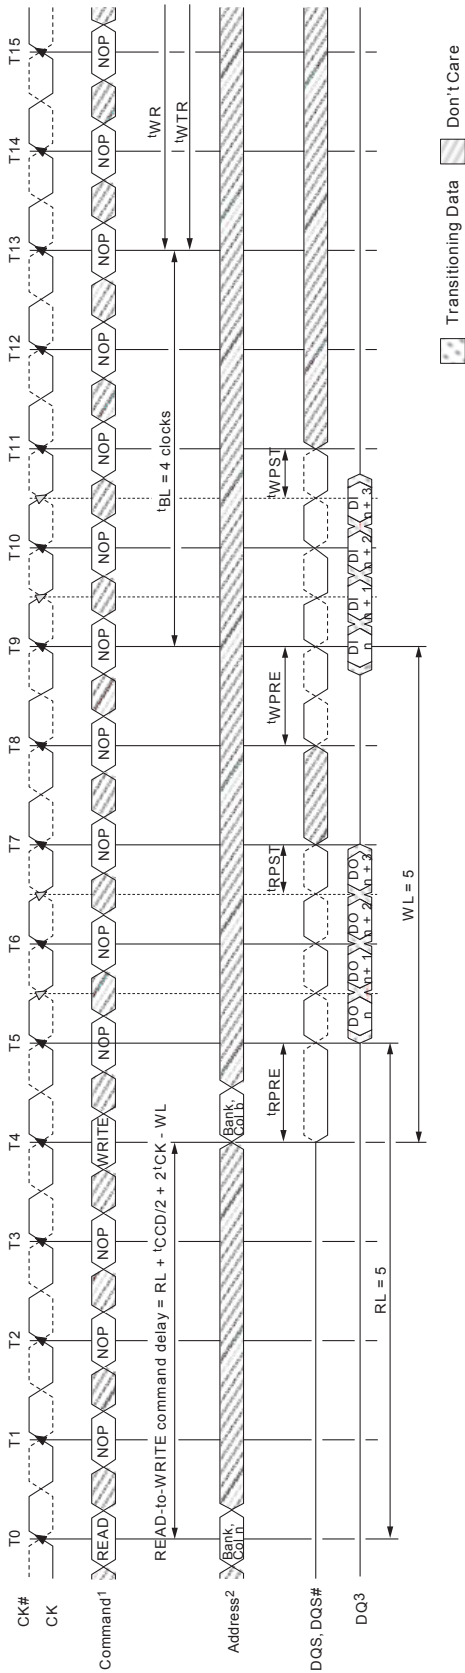 T0 T1 T2 T3 T4 T5 T6 T7 T8 T9 T10 T11 T12 T13 T14 T15
CK#
CK
Command1 READ NOP NOP NOP WRITE NOP NOP NOP NOP NOP NOP NOP NOP NOP NOP NOP
READ-to-WRITE command delay = RL + tCCD/2 + 2tCK - WL
tBL = 4 clocks
tWR
tWTR
Address2 Bank, Col n Bank, Col b
tRPRE tRPST tWPRE tWPST
DQS, DQS#
DQ3 DO n DO n + 1 DO n + 2 DO n + 3 DI n DI n + 1 DI n + 2 DI n + 3
RL = 5
WL = 5
Transitioning Data Don't Care